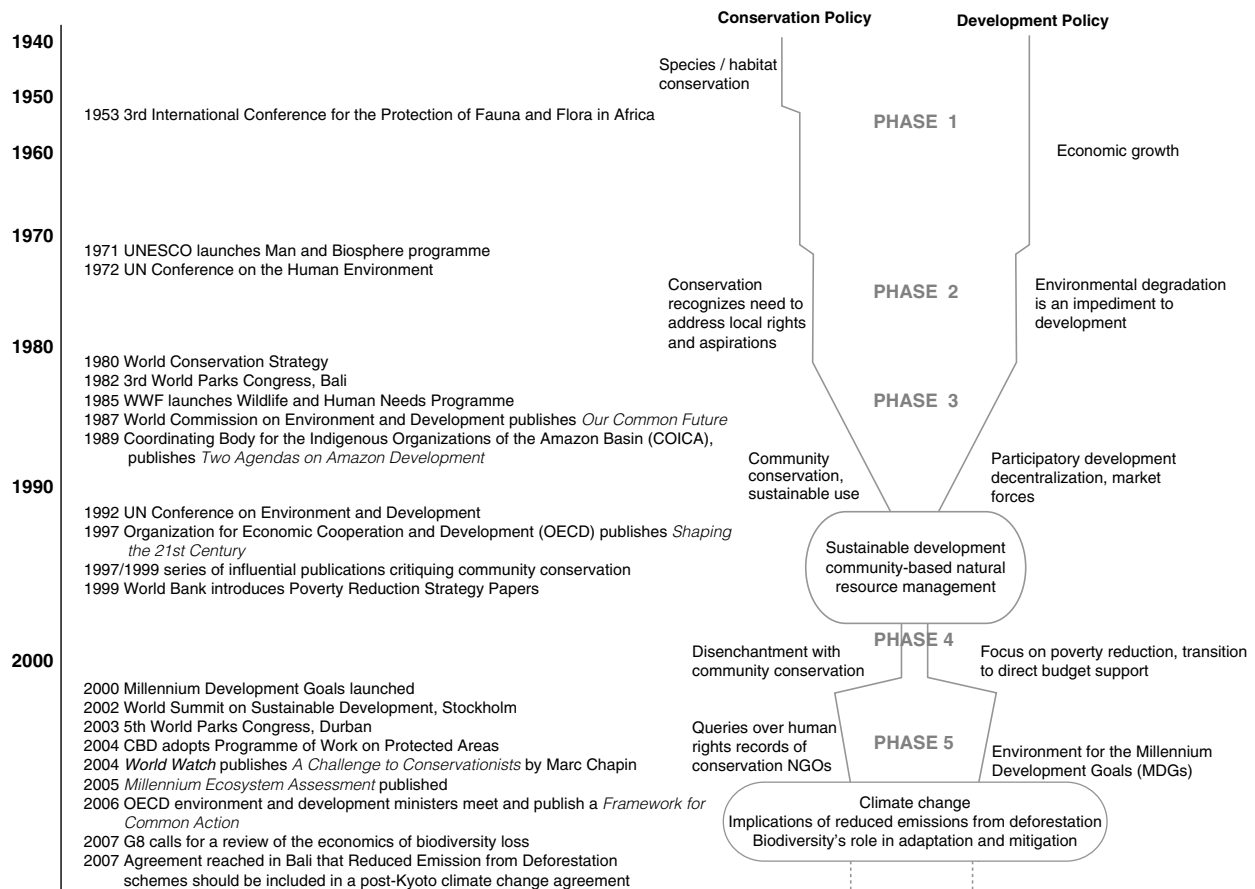 Conservation Policy
Development Policy
1940
Species / habitat
conservation
1950
1953 3rd International Conference for the Protection of Fauna and Flora in Africa
PHASE 1
1960
Economic growth
1970
1971 UNESCO launches Man and Biosphere programme
1972 UN Conference on the Human Environment
Conservation
recognizes need to
address local rights
and aspirations
PHASE 2
Environmental degradation
is an impediment to
development
1980
1980 World Conservation Strategy
1982 3rd World Parks Congress, Bali
1985 WWF launches Wildlife and Human Needs Programme
1987 World Commission on Environment and Development publishes Our Common Future
1989 Coordinating Body for the Indigenous Organizations of the Amazon Basin (COICA),
publishes Two Agendas on Amazon Development
PHASE 3
Community
conservation,
sustainable use
Participatory development
decentralization, market
forces
1990
1992 UN Conference on Environment and Development
1997 Organization for Economic Cooperation and Development (OECD) publishes Shaping
the 21st Century
1997/1999 series of influential publications critiquing community conservation
1999 World Bank introduces Poverty Reduction Strategy Papers
Sustainable development
community-based natural
resource management
PHASE 4
Disenchantment with
community conservation
Focus on poverty reduction, transition
to direct budget support
2000
2000 Millennium Development Goals launched
2002 World Summit on Sustainable Development, Stockholm
2003 5th World Parks Congress, Durban
2004 CBD adopts Programme of Work on Protected Areas
2004 World Watch publishes A Challenge to Conservationists by Marc Chapin
2005 Millennium Ecosystem Assessment published
2006 OECD environment and development ministers meet and publish a Framework for
Common Action
2007 G8 calls for a review of the economics of biodiversity loss
2007 Agreement reached in Bali that Reduced Emission from Deforestation
schemes should be included in a post-Kyoto climate change agreement
Queries over human
rights records of
conservation NGOs
PHASE 5
Environment for the Millennium
Development Goals (MDGs)
Climate change
Implications of reduced emissions from deforestation
Biodiversity's role in adaptation and mitigation